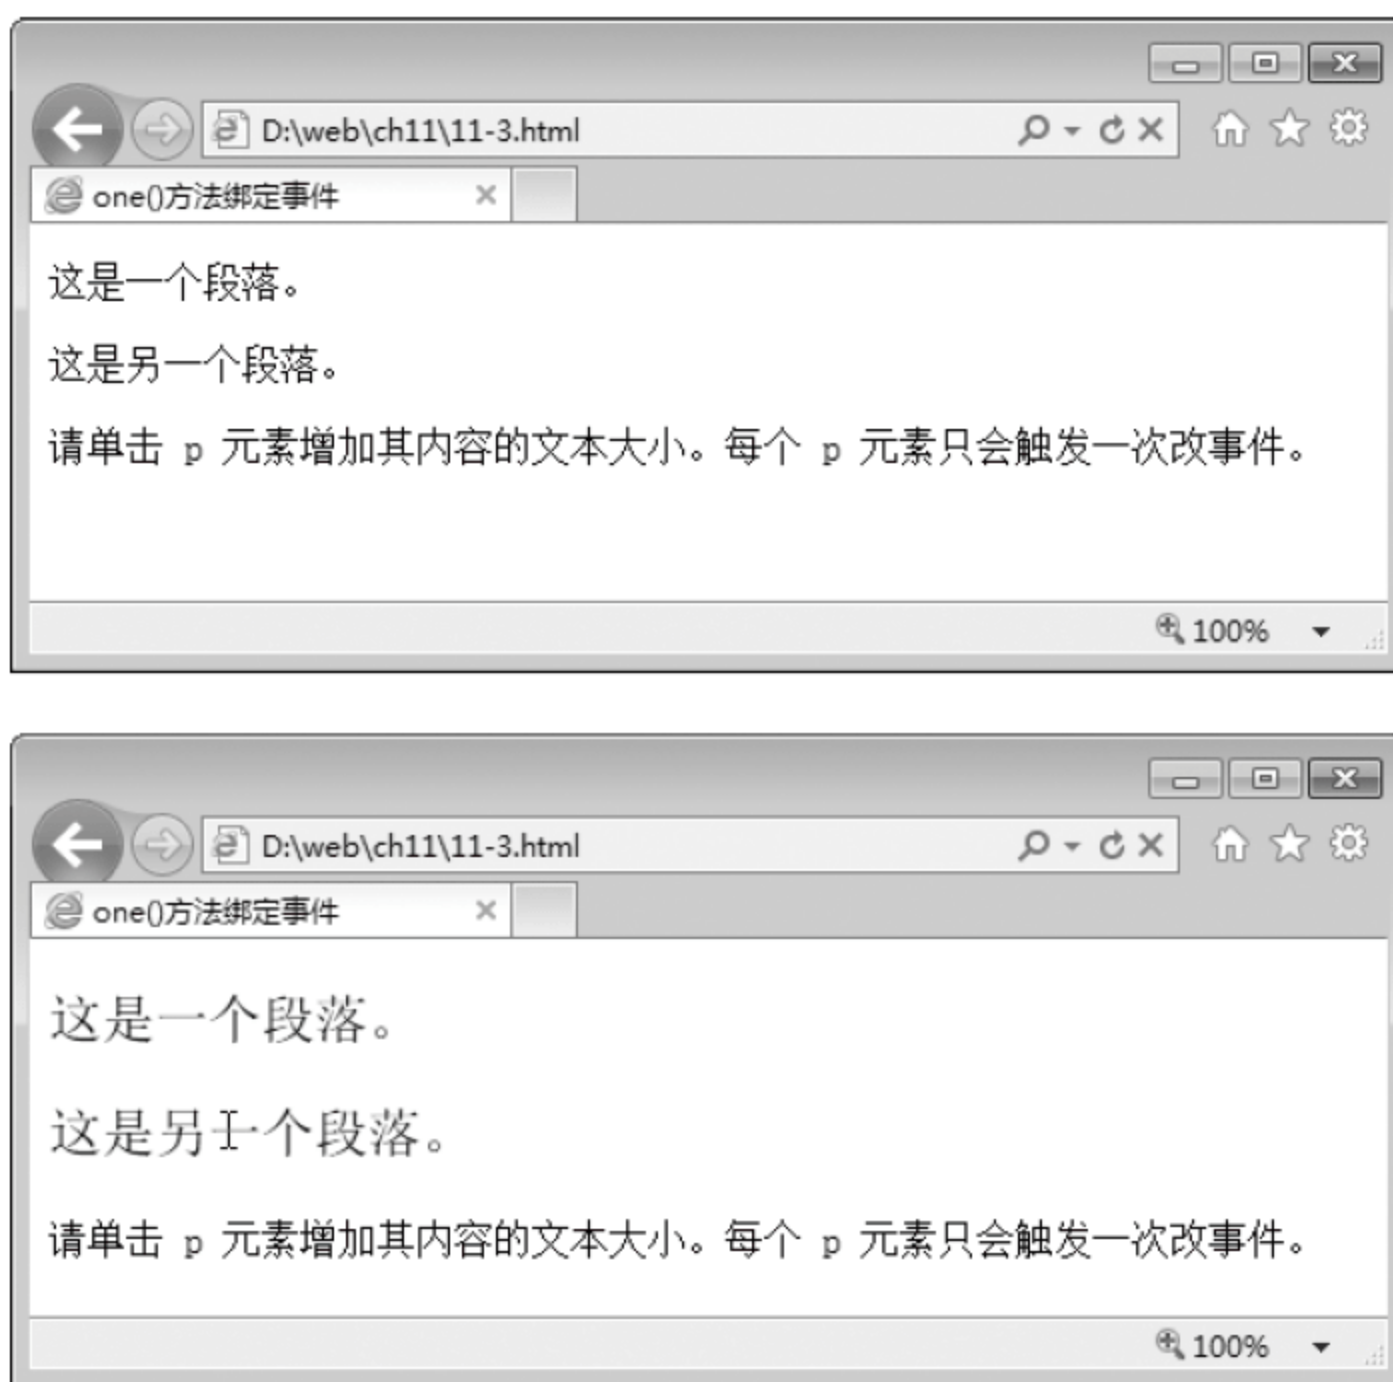 D:\web\ch11\11-3.html
one()方法绑定事件
这是一个段落。
这是另一个段落。
请单击 p 元素增加其内容的文本大小。每个 p 元素只会触发一次改事件。
100%
D:\web\ch11\11-3.html
one()方法绑定事件
这是一个段落。
这是另一个段落。
请单击 p 元素增加其内容的文本大小。每个 p 元素只会触发一次改事件。
100%